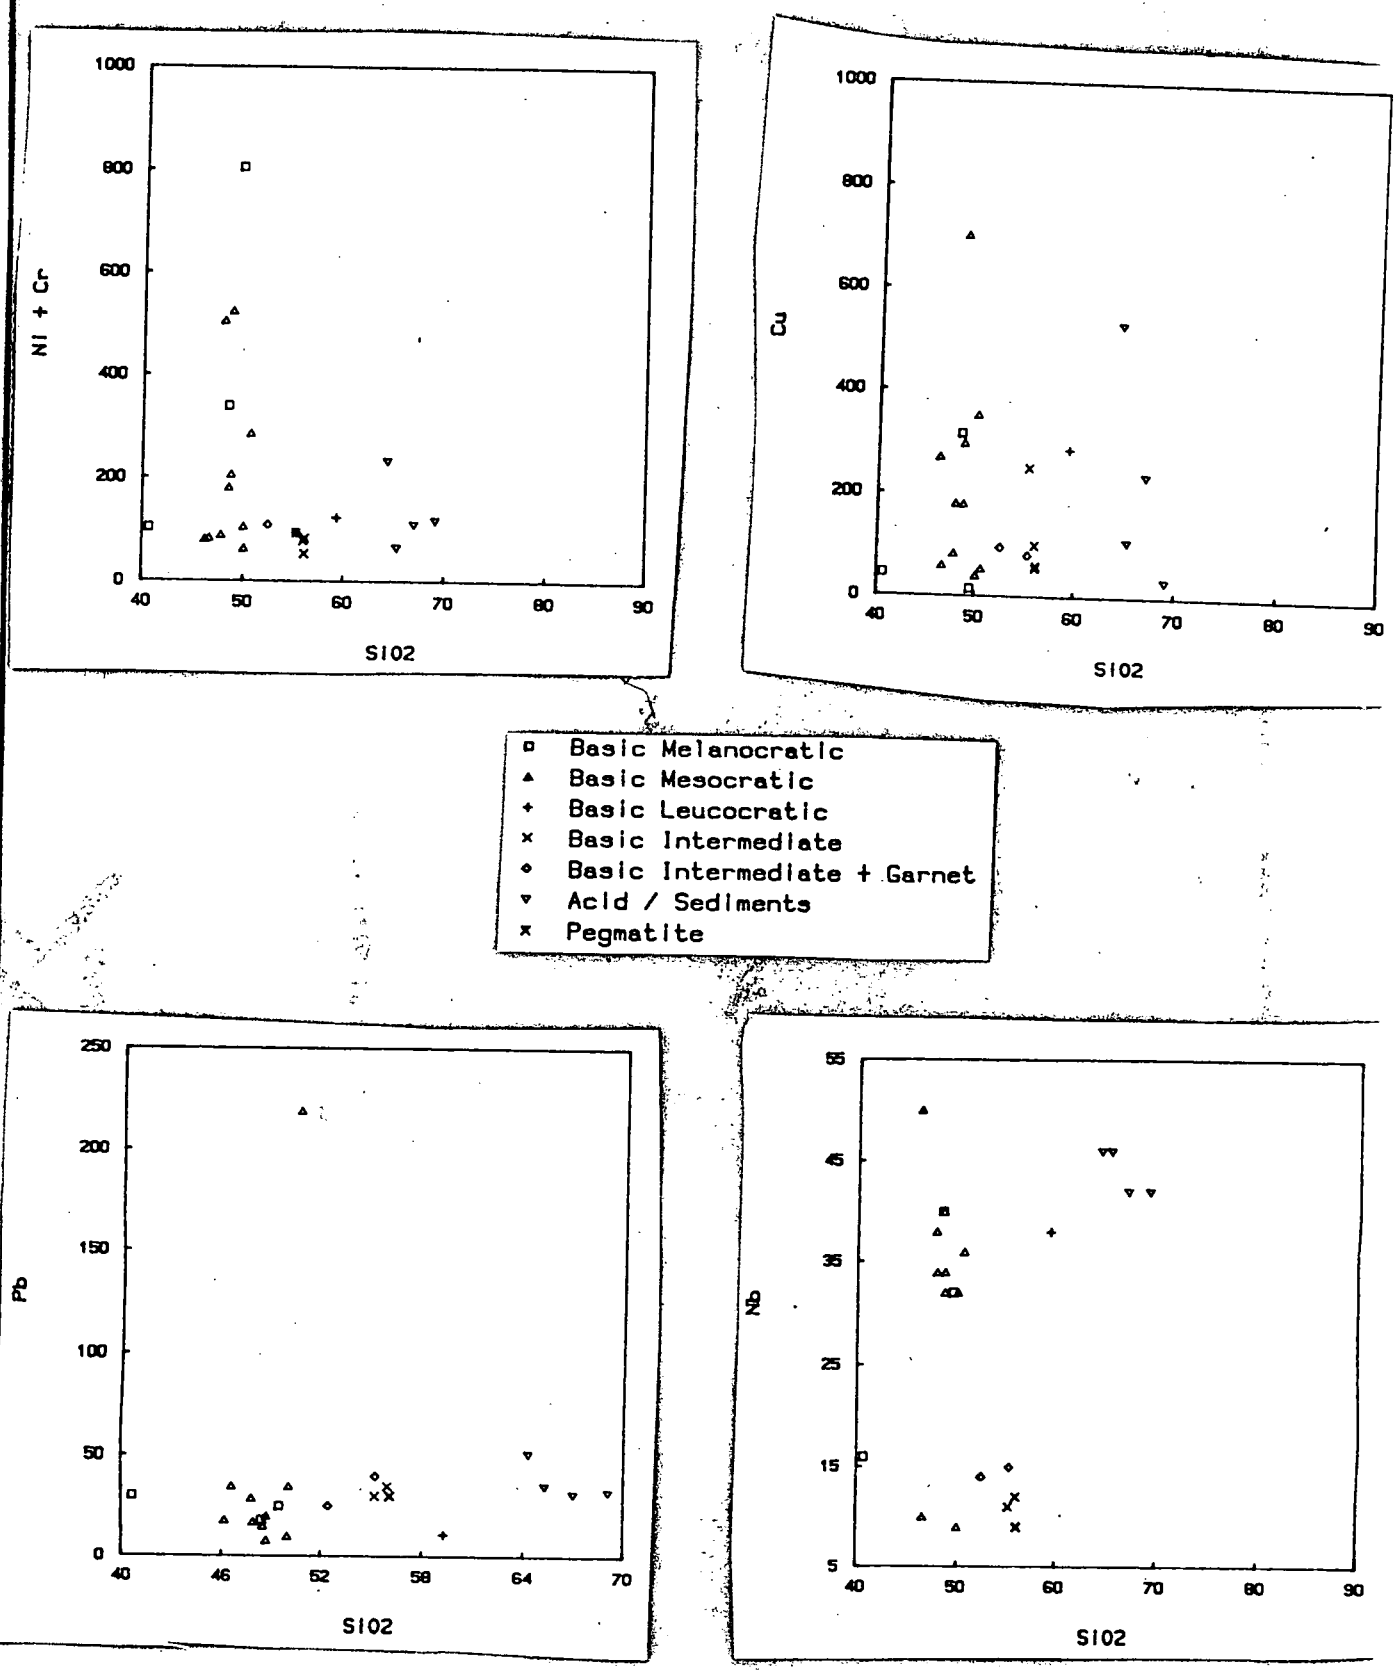 1000
800
600
400
200
0
40 50 60 70 80 90
Ni + Cr
SiO2
1000
800
600
400
200
0
40 50 60 70 80 90
Cu
SiO2
Basic Melanocratic
Basic Mesocratic
Basic Leucocratic
Basic Intermediate
Basic Intermediate + Garnet
Acid / Sediments
Pegmatite
250
200
150
100
50
0
40 46 52 58 64 70
Pb
SiO2
55
45
35
25
15
5
40 50 60 70 80 90
Nb
SiO2